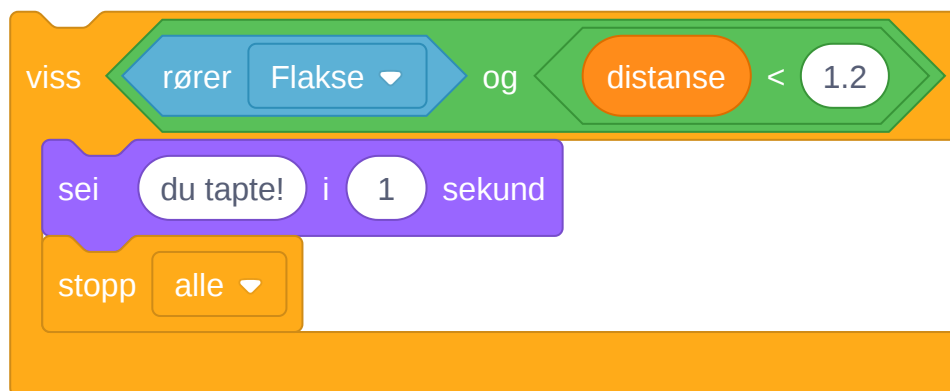 viss rører Flakse og distanse < 1.2
sei du tapte! i 1 sekund
stopp alle